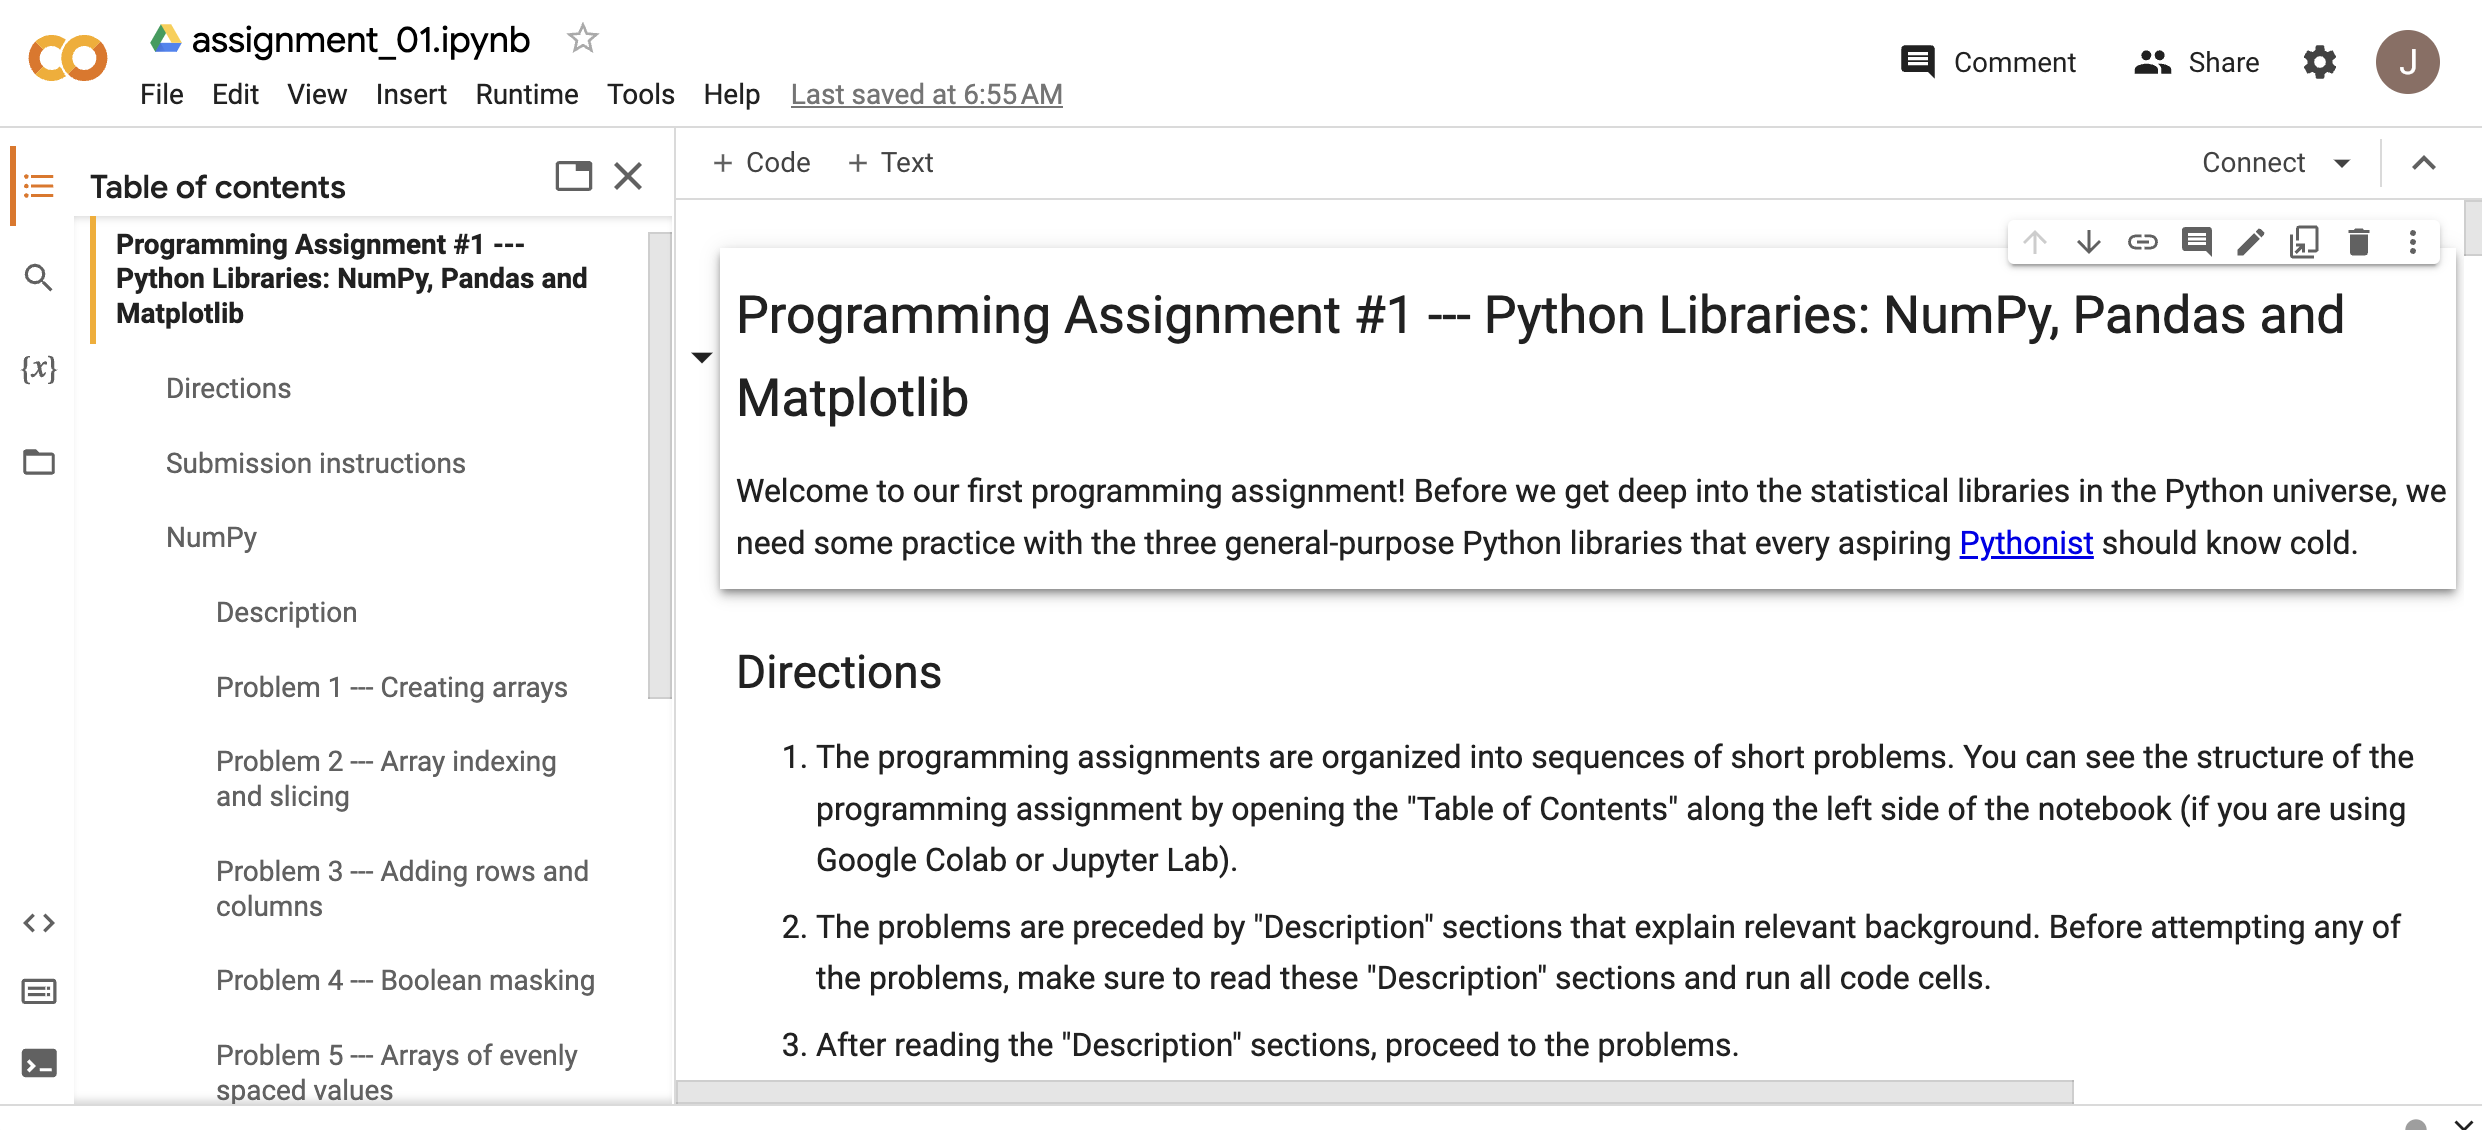 assignment_01.ipynb
File Edit View Insert Runtime Tools Help Last saved at 6:55 AM
Comment Share J
Table of contents
Programming Assignment #1 ---
Python Libraries: NumPy, Pandas and
Matplotlib
Directions
Submission instructions
NumPy
Description
Problem 1 --- Creating arrays
Problem 2 --- Array indexing
and slicing
Problem 3 --- Adding rows and
columns
Problem 4 --- Boolean masking
Problem 5 --- Arrays of evenly
spaced values
{x}
+ Code + Text
Connect
Programming Assignment #1 --- Python Libraries: NumPy, Pandas and
Matplotlib
Welcome to our first programming assignment! Before we get deep into the statistical libraries in the Python universe, we
need some practice with the three general-purpose Python libraries that every aspiring Pythonist should know cold.
Directions
1. The programming assignments are organized into sequences of short problems. You can see the structure of the
programming assignment by opening the "Table of Contents" along the left side of the notebook (if you are using
Google Colab or Jupyter Lab).
2. The problems are preceded by "Description" sections that explain relevant background. Before attempting any of
the problems, make sure to read these "Description" sections and run all code cells.
3. After reading the "Description" sections, proceed to the problems.